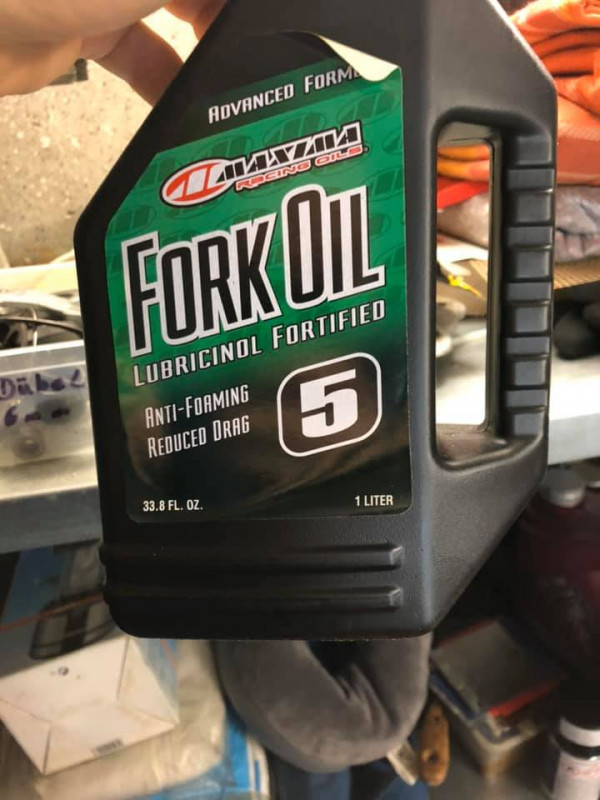 ADVANCED FORM
MAXIMA
RACING OILS
FORK OIL
LUBRICINOL FORTIFIED
ANTI-FOAMING
REDUCED DRAG
5
33.8 FL. OZ.
1 LITER
Dübel
6 mm